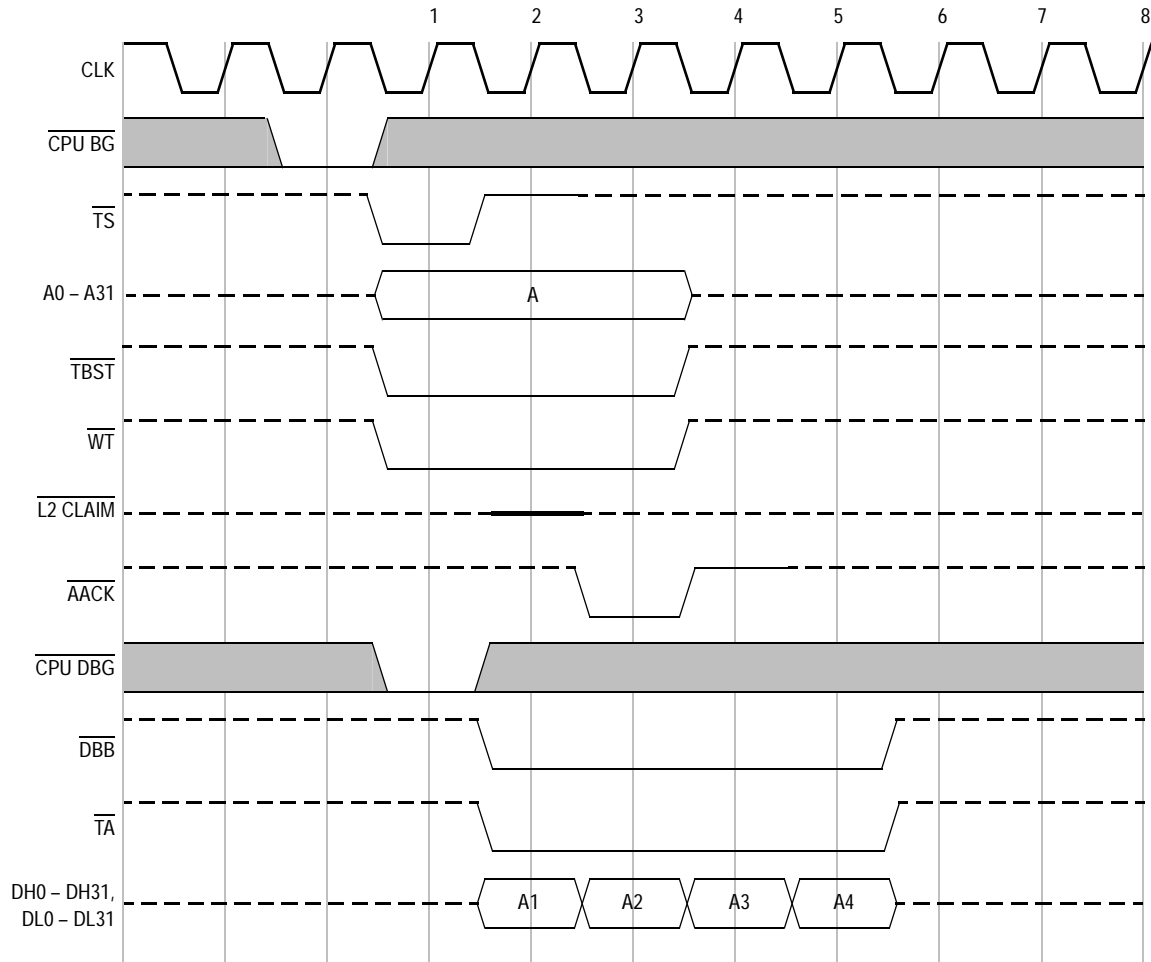 1 2 3 4 5 6 7 8
CLK
CPU BG
TS
A0 – A31
A
TBST
WT
L2 CLAIM
AACK
CPU DBG
DBB
TA
DH0 – DH31,
DL0 – DL31
A1 A2 A3 A4